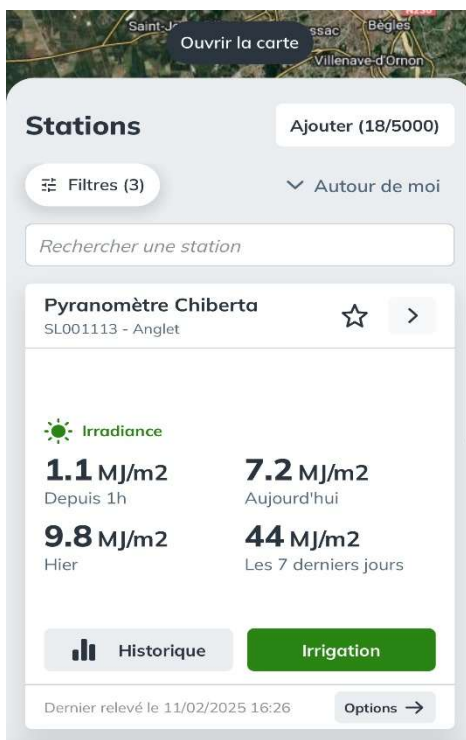 Saint-J
Ouvrir la carte
ssac
Bègles
Villenave-d'Ornon
Stations
Ajouter (18/5000)
Filtres (3)
Autour de moi
Rechercher une station
Pyranomètre Chiberta
SL001113 - Anglet
Irradiance
1.1 MJ/m2
7.2 MJ/m2
Depuis 1h
Aujourd'hui
9.8 MJ/m2
44 MJ/m2
Hier
Les 7 derniers jours
Historique
Irrigation
Dernier relevé le 11/02/2025 16:26
Options